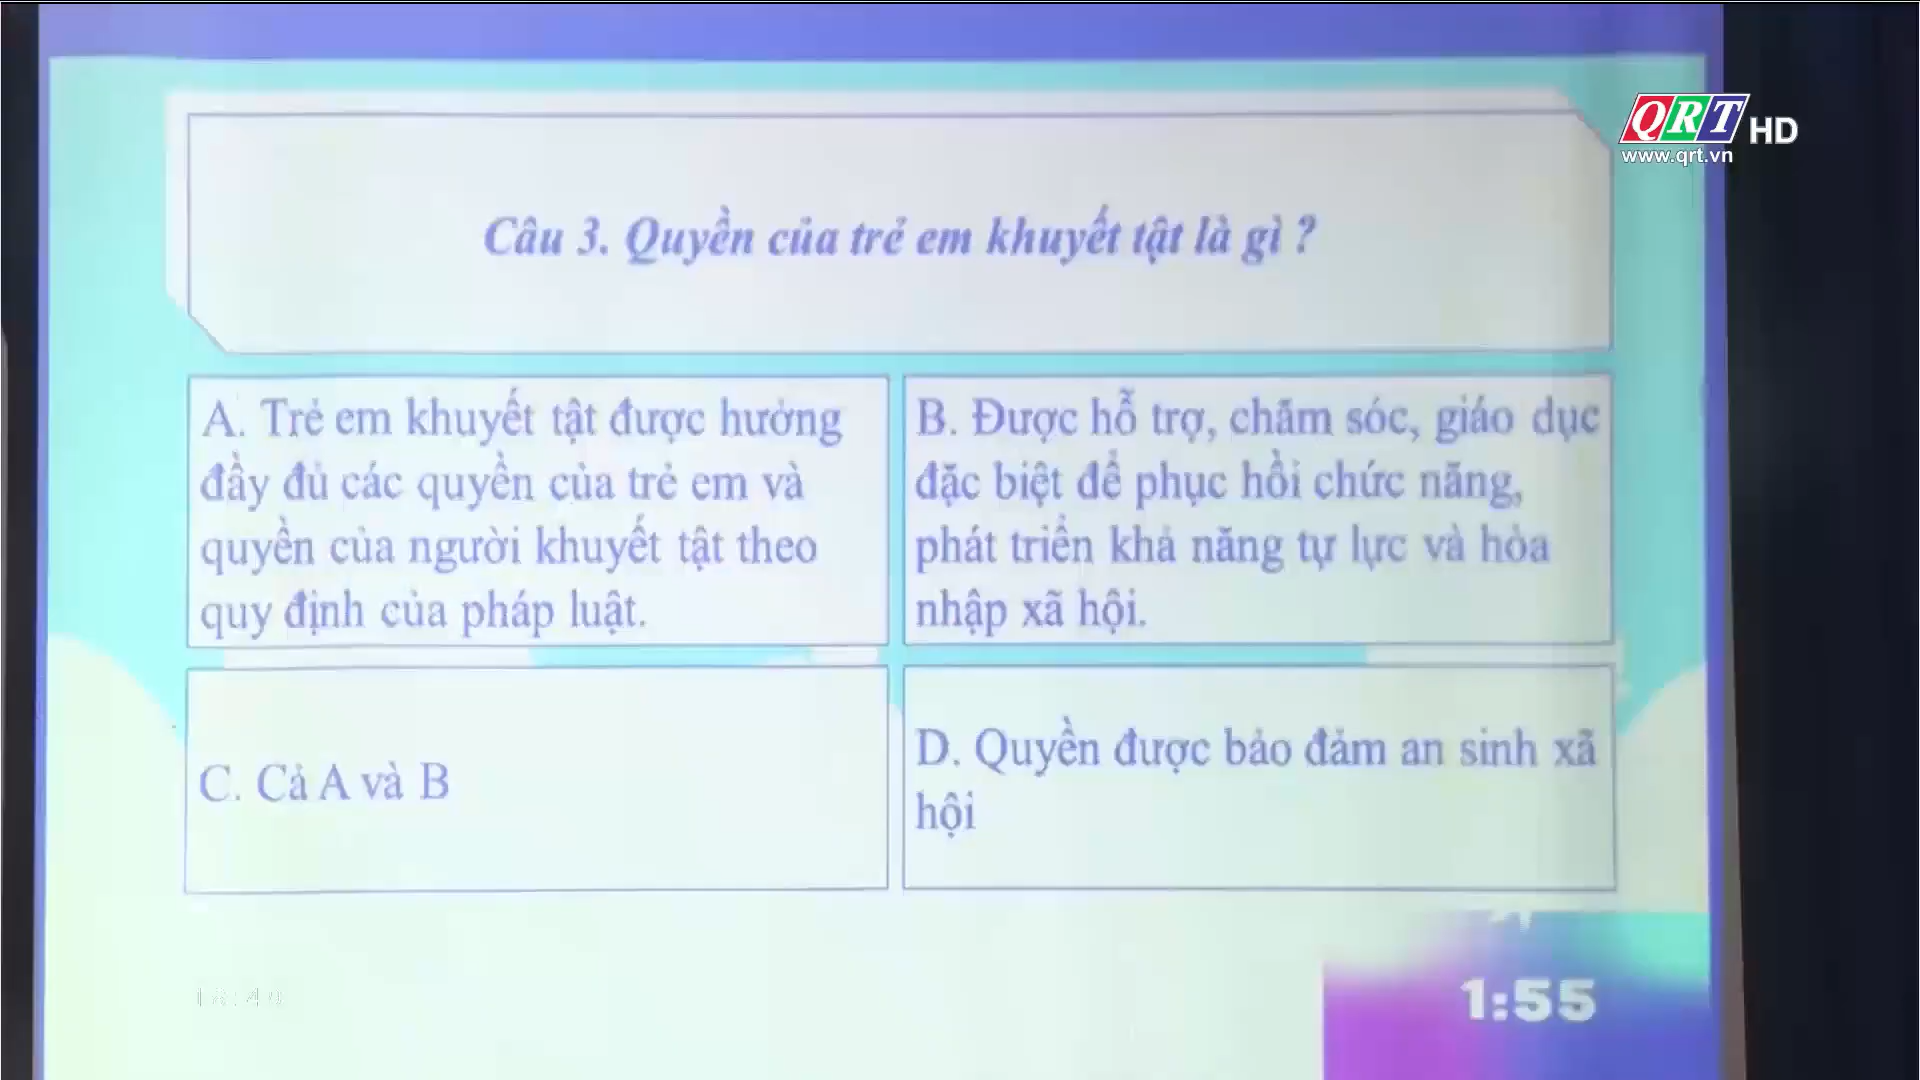 QRT HD
www.qrt.vn
Câu 3. Quyền của trẻ em khuyết tật là gì ?
A. Trẻ em khuyết tật được hưởng
đầy đủ các quyền của trẻ em và
quyền của người khuyết tật theo
quy định của pháp luật.
B. Được hỗ trợ, chăm sóc, giáo dục
đặc biệt để phục hồi chức năng,
phát triển khả năng tự lực và hòa
nhập xã hội.
C. Cả A và B
D. Quyền được bảo đảm an sinh xã
hội
1:55